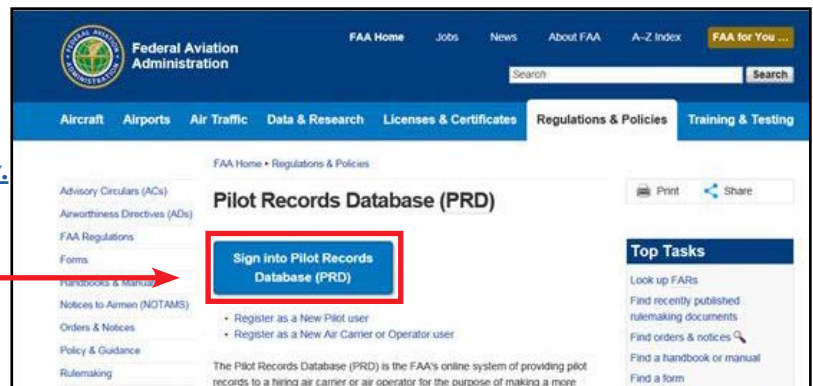 Federal Aviation
Administration
FAA Home Jobs News About FAA A-Z Index FAA for You ...
Search Search
Aircraft Airports Air Traffic Data & Research Licenses & Certificates Regulations & Policies Training & Testing
FAA Home • Regulations & Policies
Advisory Circulars (ACs)
Airworthiness Directives (ADs)
FAA Regulations
Forms
Handbooks & Manuals
Notices to Airmen (NOTAMS)
Orders & Notices
Policy & Guidance
Rulemaking
Pilot Records Database (PRD)
Sign into Pilot Records
Database (PRD)
• Register as a New Pilot user
• Register as a New Air Carrier or Operator user
The Pilot Records Database (PRD) is the FAA's online system of providing pilot
records to a hiring air carrier or air operator for the purpose of making a more
Print Share
Top Tasks
Look up FARs
Find recently published
rulemaking documents
Find orders & notices
Find a handbook or manual
Find a form